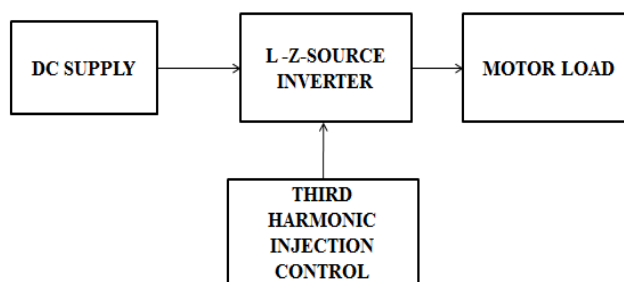 DC SUPPLY
L -Z-SOURCE
INVERTER
MOTOR LOAD
THIRD
HARMONIC
INJECTION
CONTROL